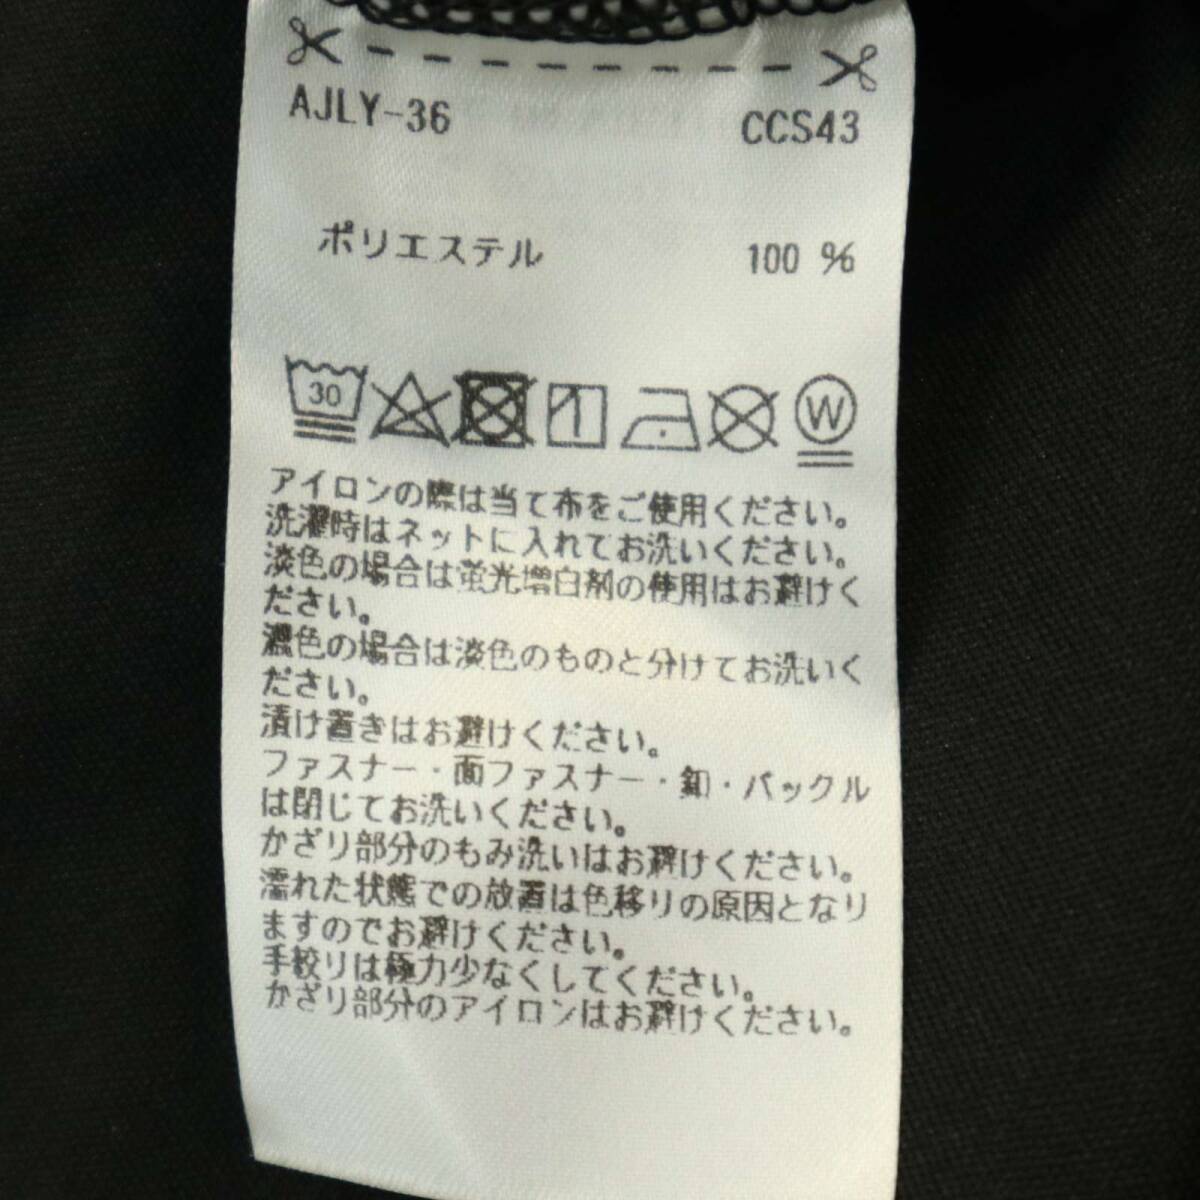 AJLY-36 CCS43
ポリエステル 100 %
30 W
アイロンの際は当て布をご使用ください。
洗濯時はネットに入れてお洗いください。
淡色の場合は蛍光増白剤の使用はお避けく
ださい。
濃色の場合は淡色のものと分けてお洗いく
ださい。
漬け置きはお避けください。
ファスナー・面ファスナー・釦・バックル
は閉じてお洗いください。
かざり部分のもみ洗いはお避けください。
濡れた状態での放置は色移りの原因となり
ますのでお避けください。
手絞りは極力少なくしてください。
かざり部分のアイロンはお避けください。